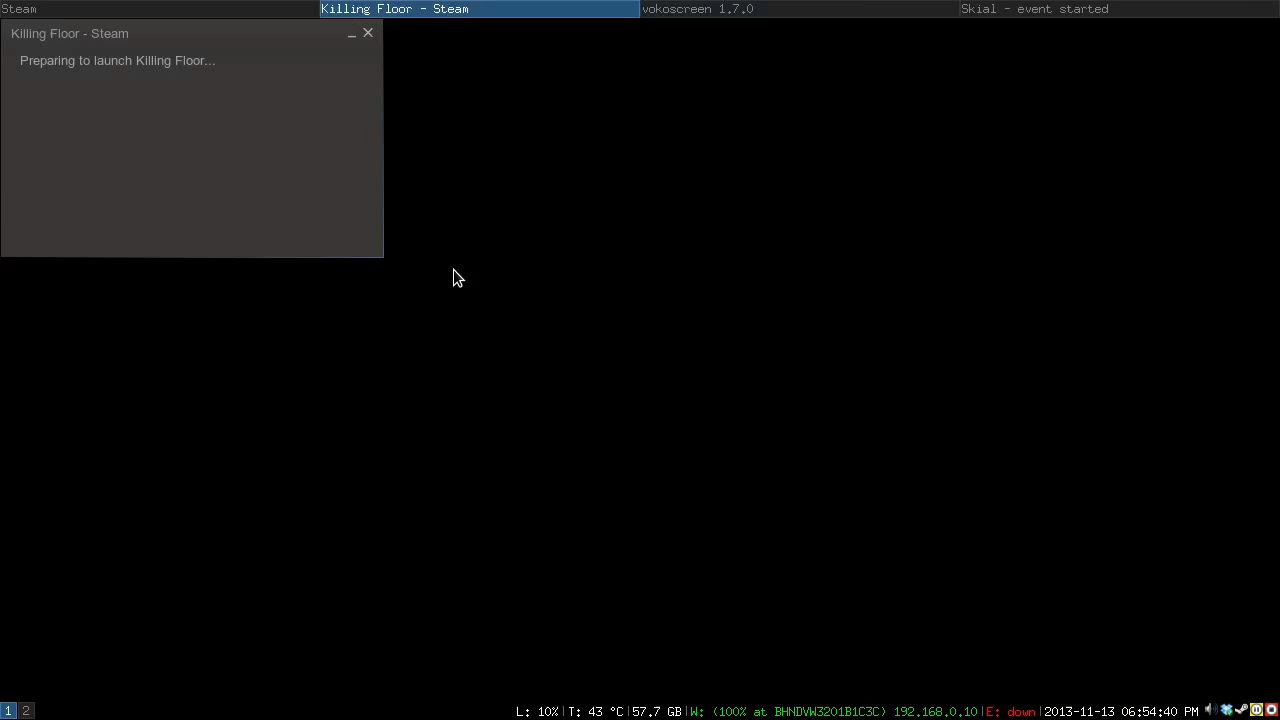 Steam
Killing Floor - Steam
vokoscreen 1.7.0
Skial - event started
Killing Floor - Steam
Preparing to launch Killing Floor...
1 2
L: 10%|T: 43 °C|57.7 GB|W: (100% at BHNDVW3201B1C3C) 192.168.0.10|E: down|2013-11-13 06:54:40 PM